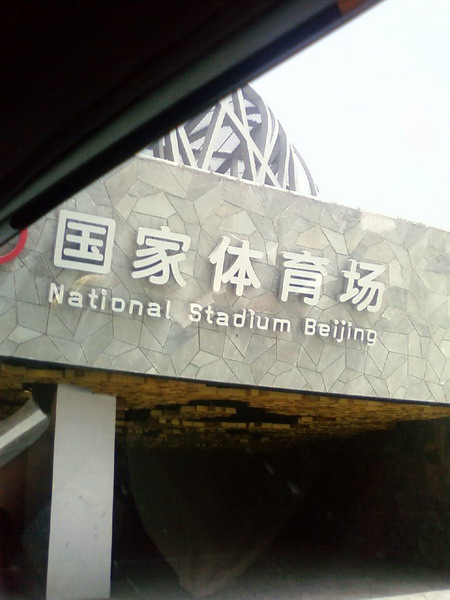 国家体育场
National Stadium Beijing